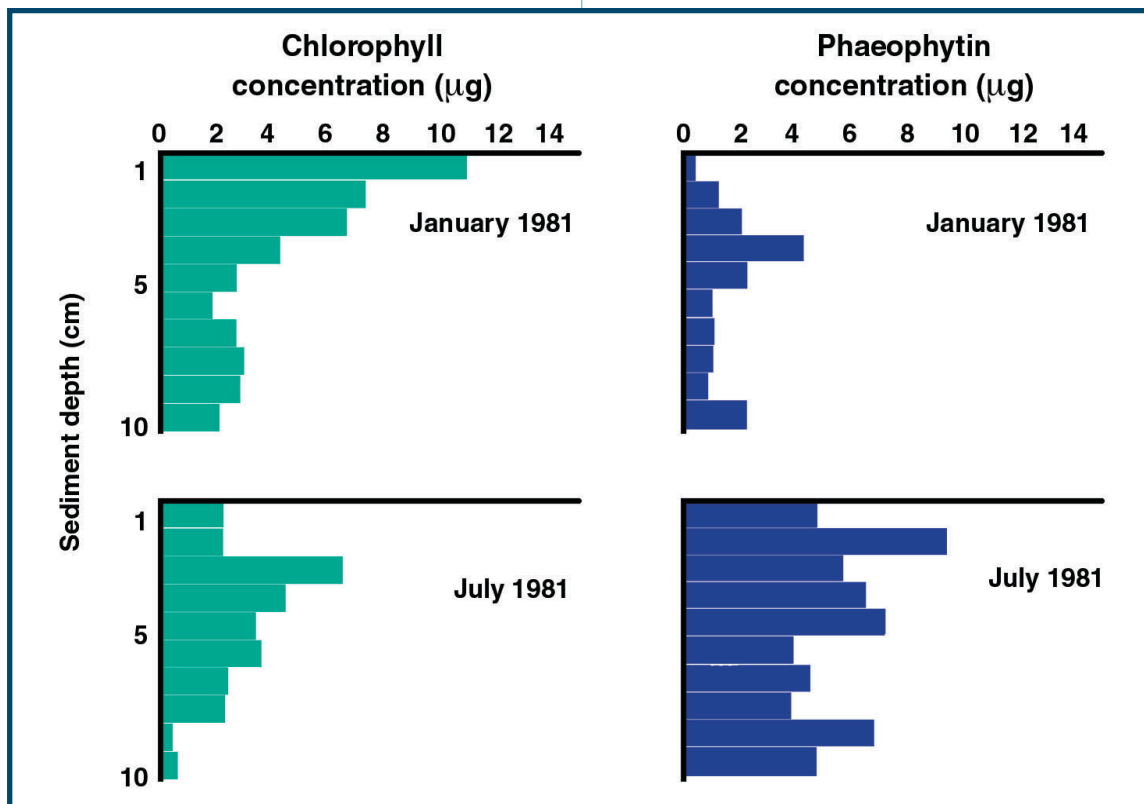 Chlorophyll
concentration (μg)
0 2 4 6 8 10 12 14
Phaeophytin
concentration (μg)
0 2 4 6 8 10 12 14
Sediment depth (cm)
1
5
10
January 1981
January 1981
1
5
10
July 1981
July 1981